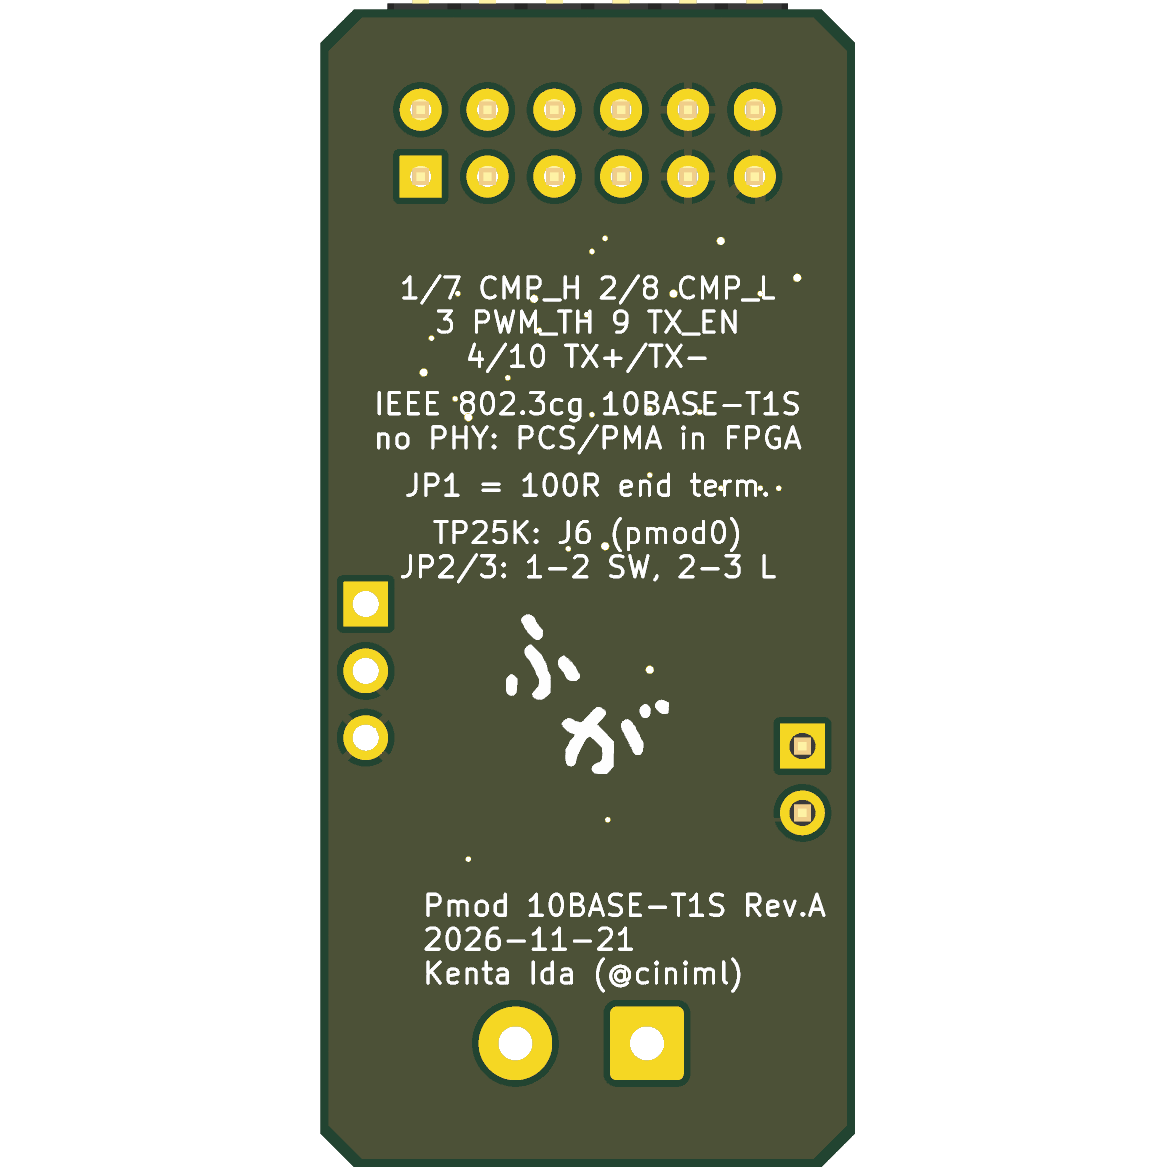 1/7 CMP_H 2/8 CMP_L
3 PWM_TH 9 TX_EN
4/10 TX+/TX-
IEEE 802.3cg 10BASE-T1S
no PHY: PCS/PMA in FPGA
JP1 = 100R end term.
TP25K: J6 (pmod0)
JP2/3: 1-2 SW, 2-3 L
ふが
Pmod 10BASE-T1S Rev.A
2026-11-21
Kenta Ida (@ciniml)